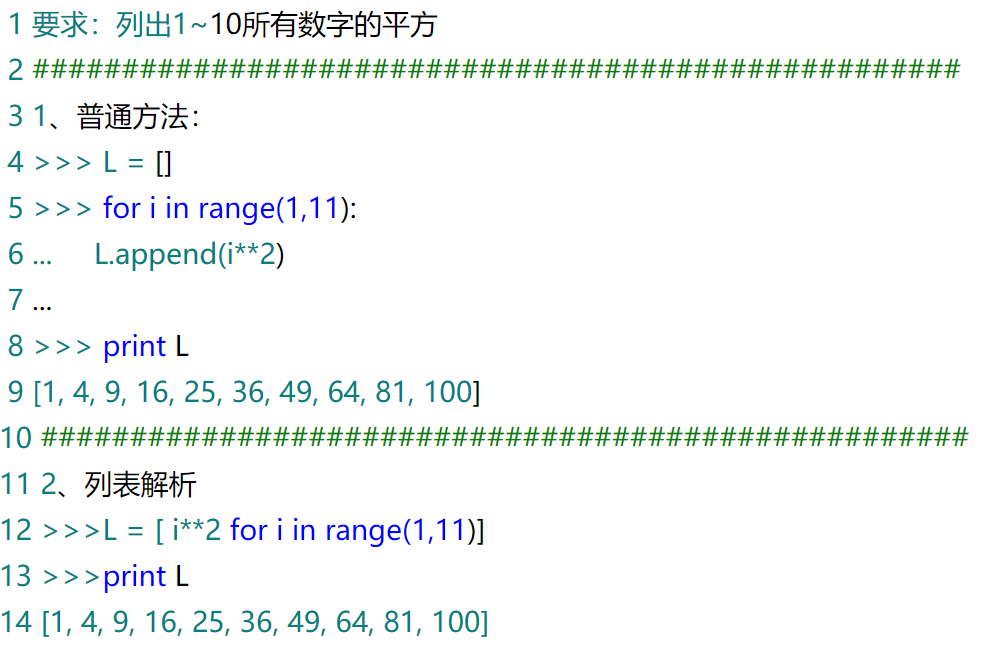 1 要求：列出1~10所有数字的平方
2 ####################################################
3 1、普通方法：
4 >>> L = []
5 >>> for i in range(1,11):
6 ...     L.append(i**2)
7 ...
8 >>> print L
9 [1, 4, 9, 16, 25, 36, 49, 64, 81, 100]
10 ####################################################
11 2、列表解析
12 >>>L = [ i**2 for i in range(1,11)]
13 >>>print L
14 [1, 4, 9, 16, 25, 36, 49, 64, 81, 100]